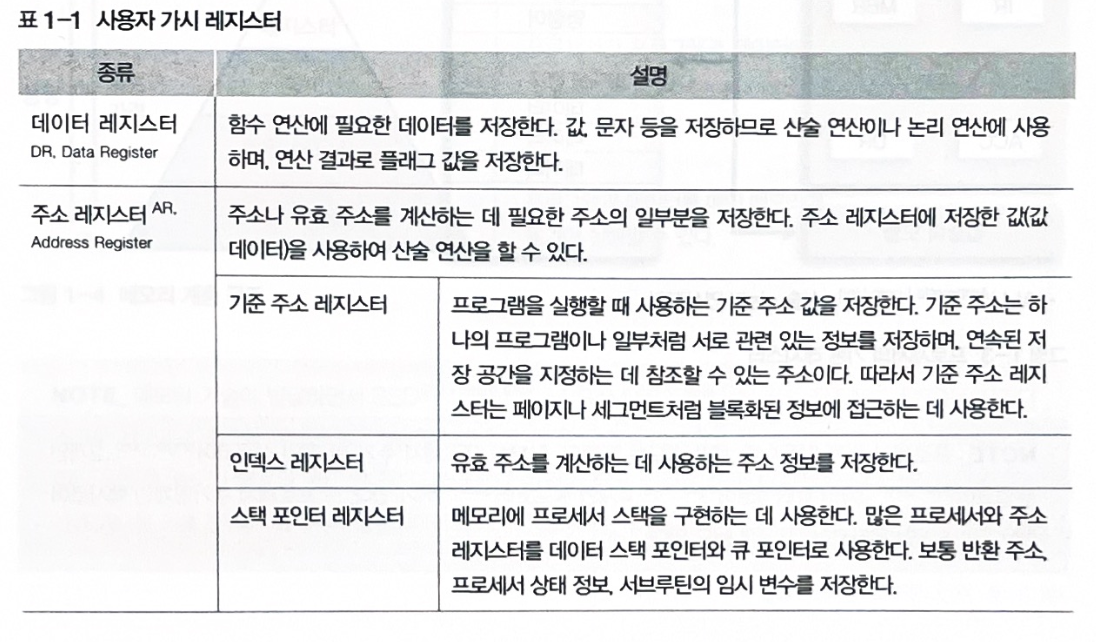 표 1-1 사용자 가시 레지스터
종류
설명
데이터 레지스터
DR, Data Register
함수 연산에 필요한 데이터를 저장한다. 값, 문자 등을 저장하므로 산술 연산이나 논리 연산에 사용
하며, 연산 결과로 플래그 값을 저장한다.
주소 레지스터 AR,
Address Register
주소나 유효 주소를 계산하는 데 필요한 주소의 일부분을 저장한다. 주소 레지스터에 저장한 값(값
데이터)을 사용하여 산술 연산을 할 수 있다.
기준 주소 레지스터
프로그램을 실행할 때 사용하는 기준 주소 값을 저장한다. 기준 주소는 하
나의 프로그램이나 일부처럼 서로 관련 있는 정보를 저장하며, 연속된 저
장 공간을 지정하는 데 참조할 수 있는 주소이다. 따라서 기준 주소 레지
스터는 페이지나 세그먼트처럼 블록화된 정보에 접근하는 데 사용한다.
인덱스 레지스터
유효 주소를 계산하는 데 사용하는 주소 정보를 저장한다.
스택 포인터 레지스터
메모리에 프로세서 스택을 구현하는 데 사용한다. 많은 프로세서와 주소
레지스터를 데이터 스택 포인터와 큐 포인터로 사용한다. 보통 반환 주소,
프로세서 상태 정보, 서브루틴의 임시 변수를 저장한다.